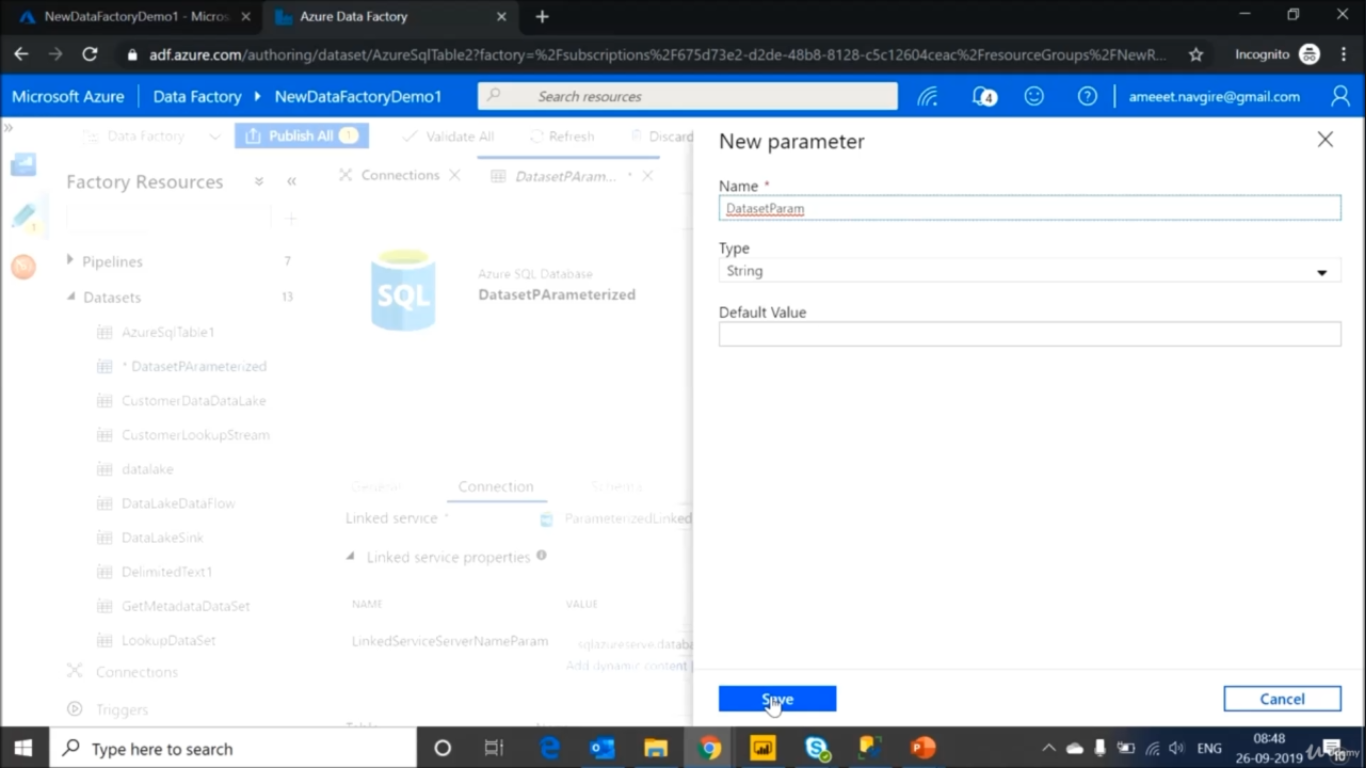 NewDataFactoryDemo1 - Micros
Azure Data Factory
adf.azure.com/authoring/dataset/AzureSqlTable2?factory=%2Fsubscriptions%2F675d73e2-d2de-48b8-8128-c5c12604ceac%2FresourceGroups%2FNewR...
Incognito
Microsoft Azure
Data Factory
NewDataFactoryDemo1
Search resources
4
ameeet.navgire@gmail.com
Data Factory
Publish All 1
Validate All
Refresh
Discard
New parameter
Factory Resources
Connections
DatasetPAram... *
Name *
DatasetParam
1
Pipelines 7
Type
String
Azure SQL Database
DatasetPArameterized
SQL
Datasets 13
Default Value
AzureSqlTable1
* DatasetPArameterized
CustomerDataDataLake
CustomerLookupStream
datalake
General
Connection
Schema
DataLakeDataFlow
Linked service *
ParameterizedLinked
DataLakeSink
Linked service properties
DelimitedText1
GetMetadataDataSet
NAME
VALUE
LookupDataSet
LinkedServiceServerNameParam
sqlazureserve.databa
Add dynamic content [
Connections
Triggers
Save
Cancel
Type here to search
ENG
08:48
26-09-2019
10